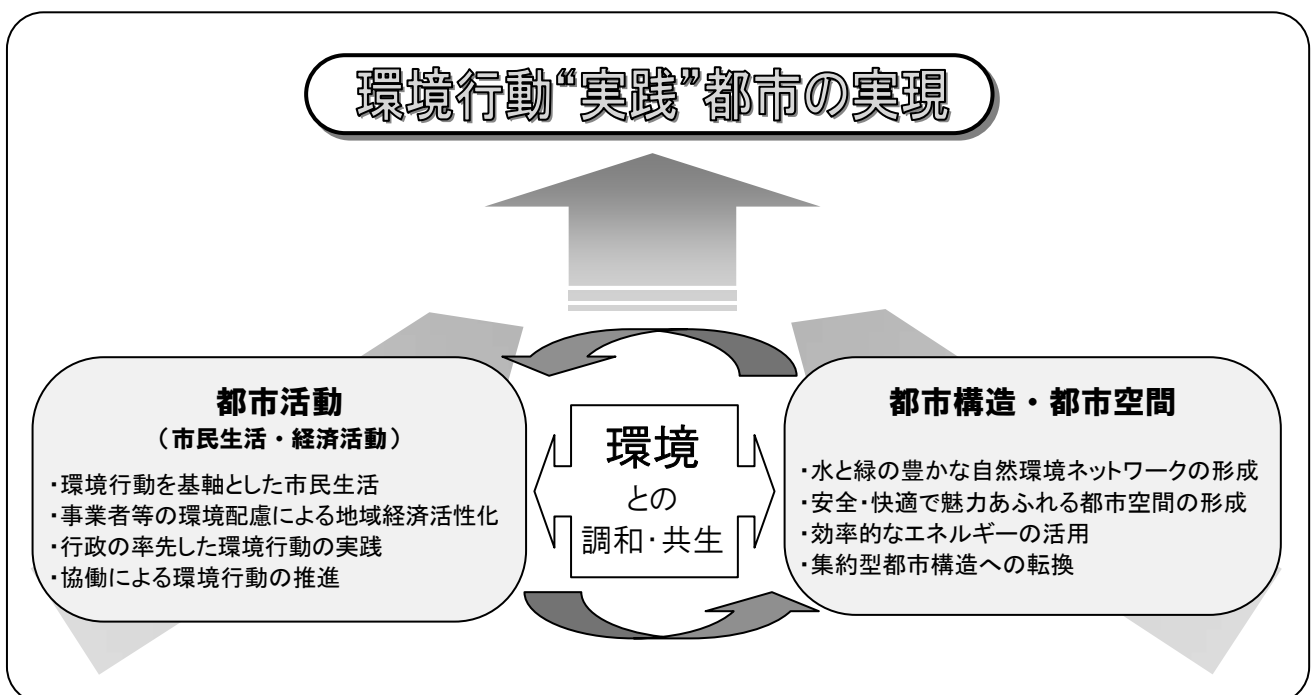 環境行動“実践”都市の実現
都市活動
（市民生活・経済活動）
・環境行動を基軸とした市民生活
・事業者等の環境配慮による地域経済活性化
・行政の率先した環境行動の実践
・協働による環境行動の推進
環境
との
調和・共生
都市構造・都市空間
・水と緑の豊かな自然環境ネットワークの形成
・安全・快適で魅力あふれる都市空間の形成
・効率的なエネルギーの活用
・集約型都市構造への転換